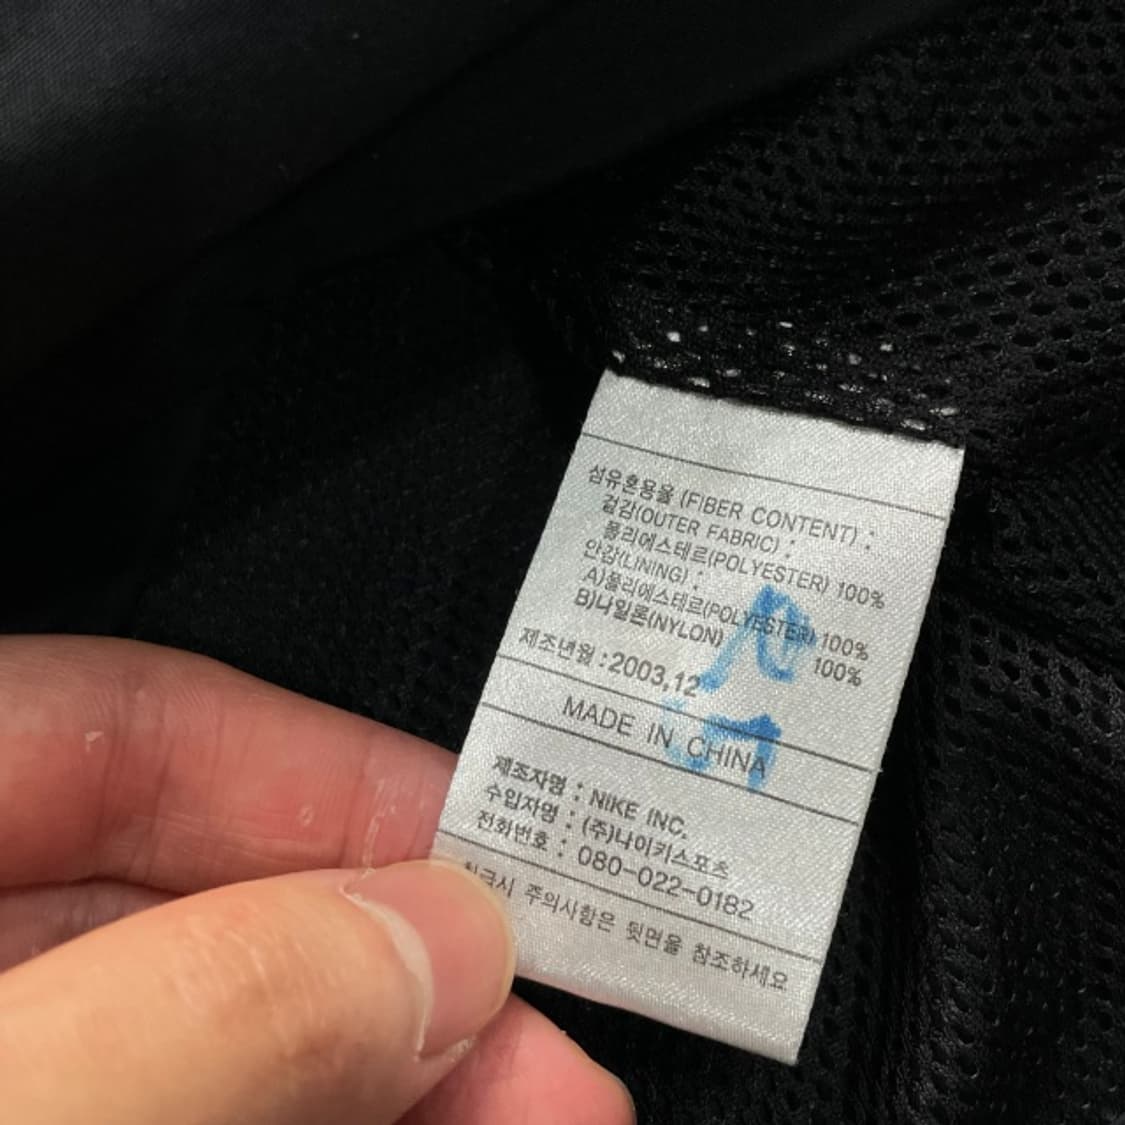 섬유혼용율 (FIBER CONTENT) :
겉감(OUTER FABRIC) :
폴리에스테르(POLYESTER) 100%
안감(LINING) :
A)폴리에스테르(POLYESTER) 100%
B)나일론(NYLON) 100%
제조년월 : 2003,12
MADE IN CHINA
제조자명 : NIKE INC.
수입자명 : (주)나이키스포츠
전화번호 : 080-022-0182
취급시 주의사항은 뒷면을 참조하세요